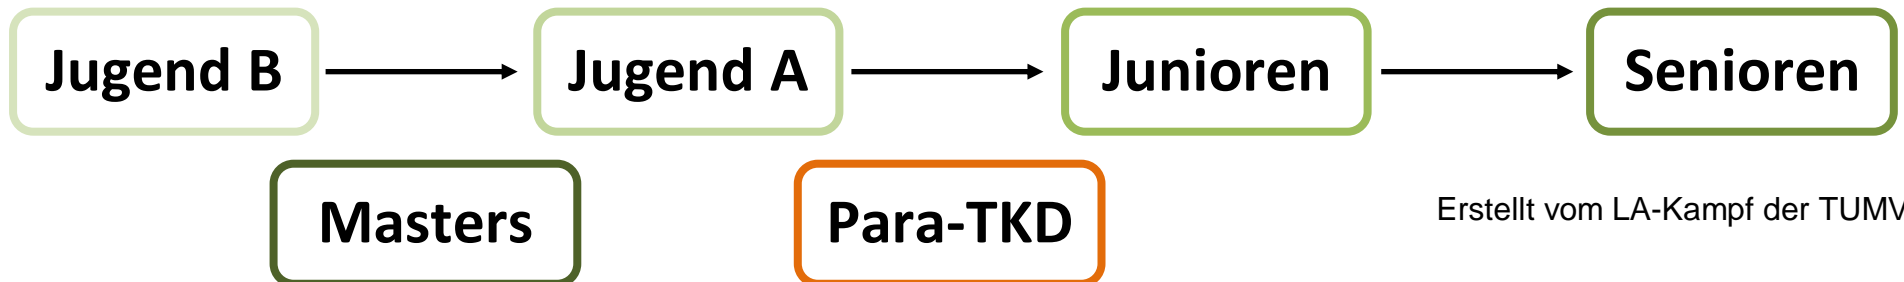 Jugend B
Jugend A
Junioren
Senioren
Masters
Para-TKD
Erstellt vom LA-Kampf der TUMV